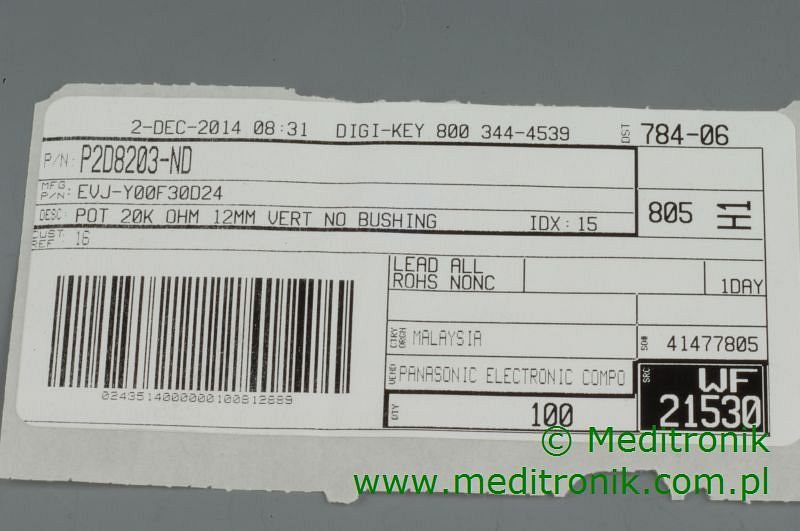 2-DEC-2014 08:31 DIGI-KEY 800 344-4539 DST 784-06
P/N: P2D8203-ND
MFG P/N: EVJ-Y00F30D24
805 H1
DESC: POT 20K OHM 12MM VERT NO BUSHING IDX: 15
CUST REF 16
LEAD ALL
ROHS NONC 1DAY
CTRY ORGN MALAYSIA SO# 41477805
VEND PANASONIC ELECTRONIC COMPO SRC WF
QTY 100 21530
02435140000000100812889
© Meditronik
www.meditronik.com.pl